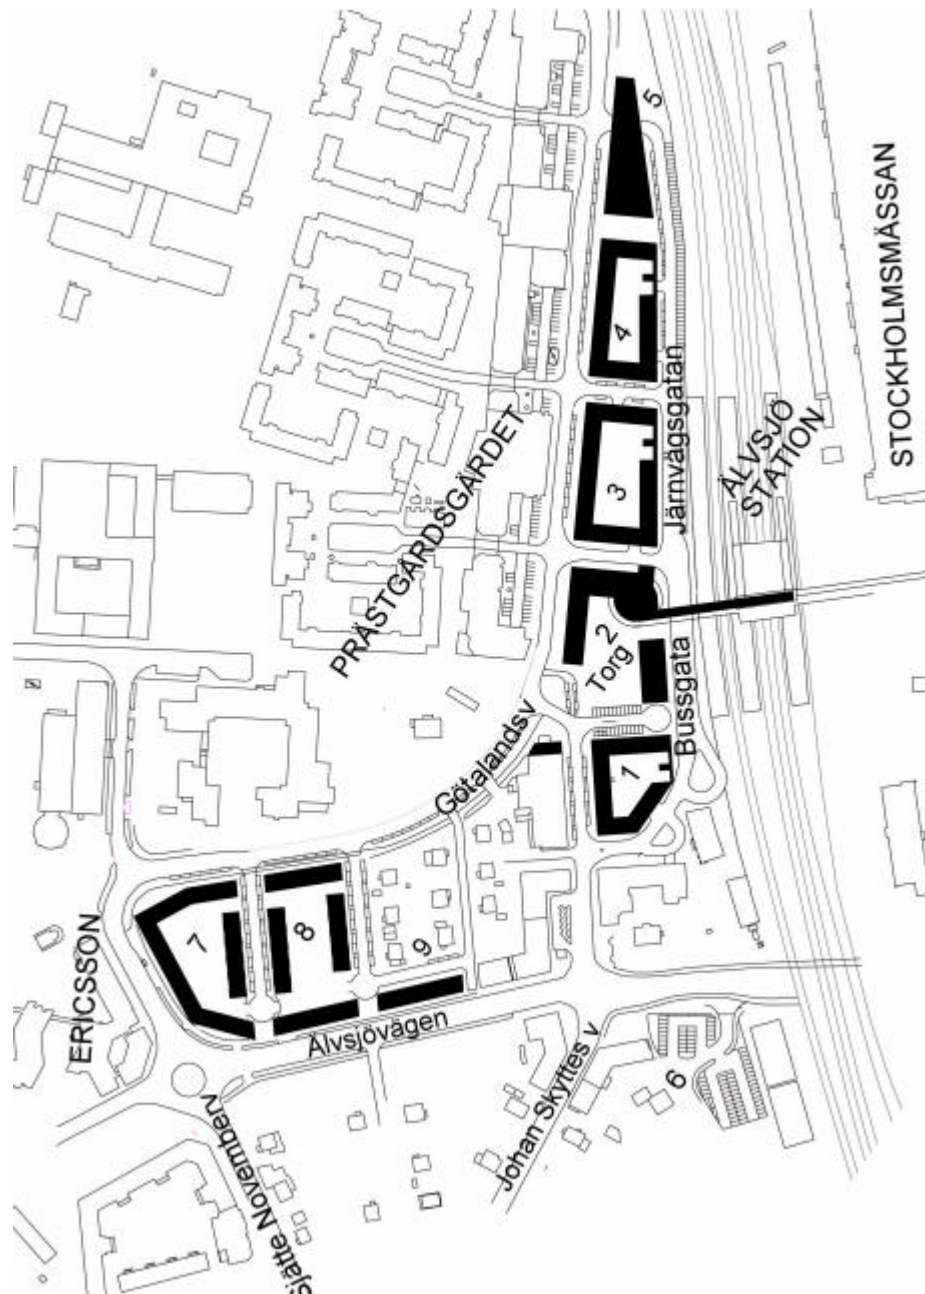 5
STOCKHOLMSMÄSSAN
4
Järnvägsgatan
ÄLVSJÖ
STATION
3
PRÄSTGÅRDSGÄRDET
2
Torg
Bussgata
Götalandsv
1
7
8
9
ERICSSON
Älvsjövägen
Johan Skyttes v
6
Sjätte Novemberv